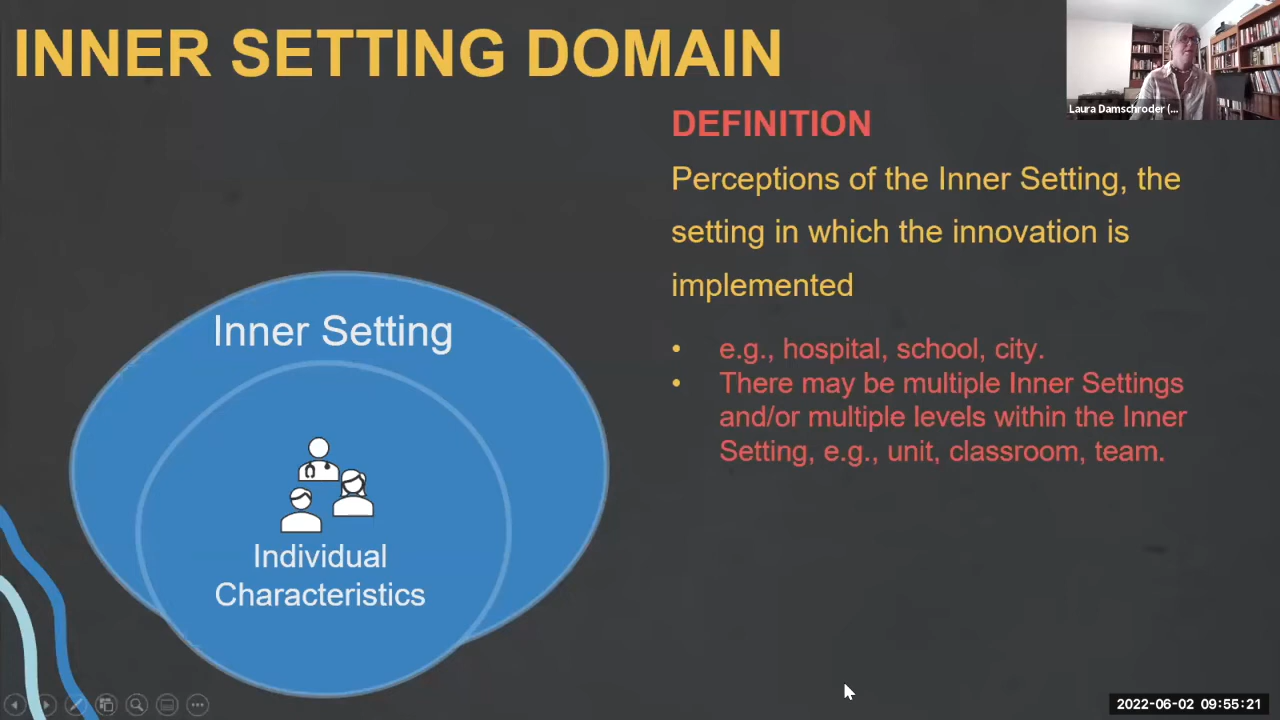 INNER SETTING DOMAIN
Laura Damschroder (...
DEFINITION
Perceptions of the Inner Setting, the
setting in which the innovation is
implemented
• e.g., hospital, school, city.
• There may be multiple Inner Settings
and/or multiple levels within the Inner
Setting, e.g., unit, classroom, team.
Inner Setting
Individual
Characteristics
2022-06-02 09:55:21